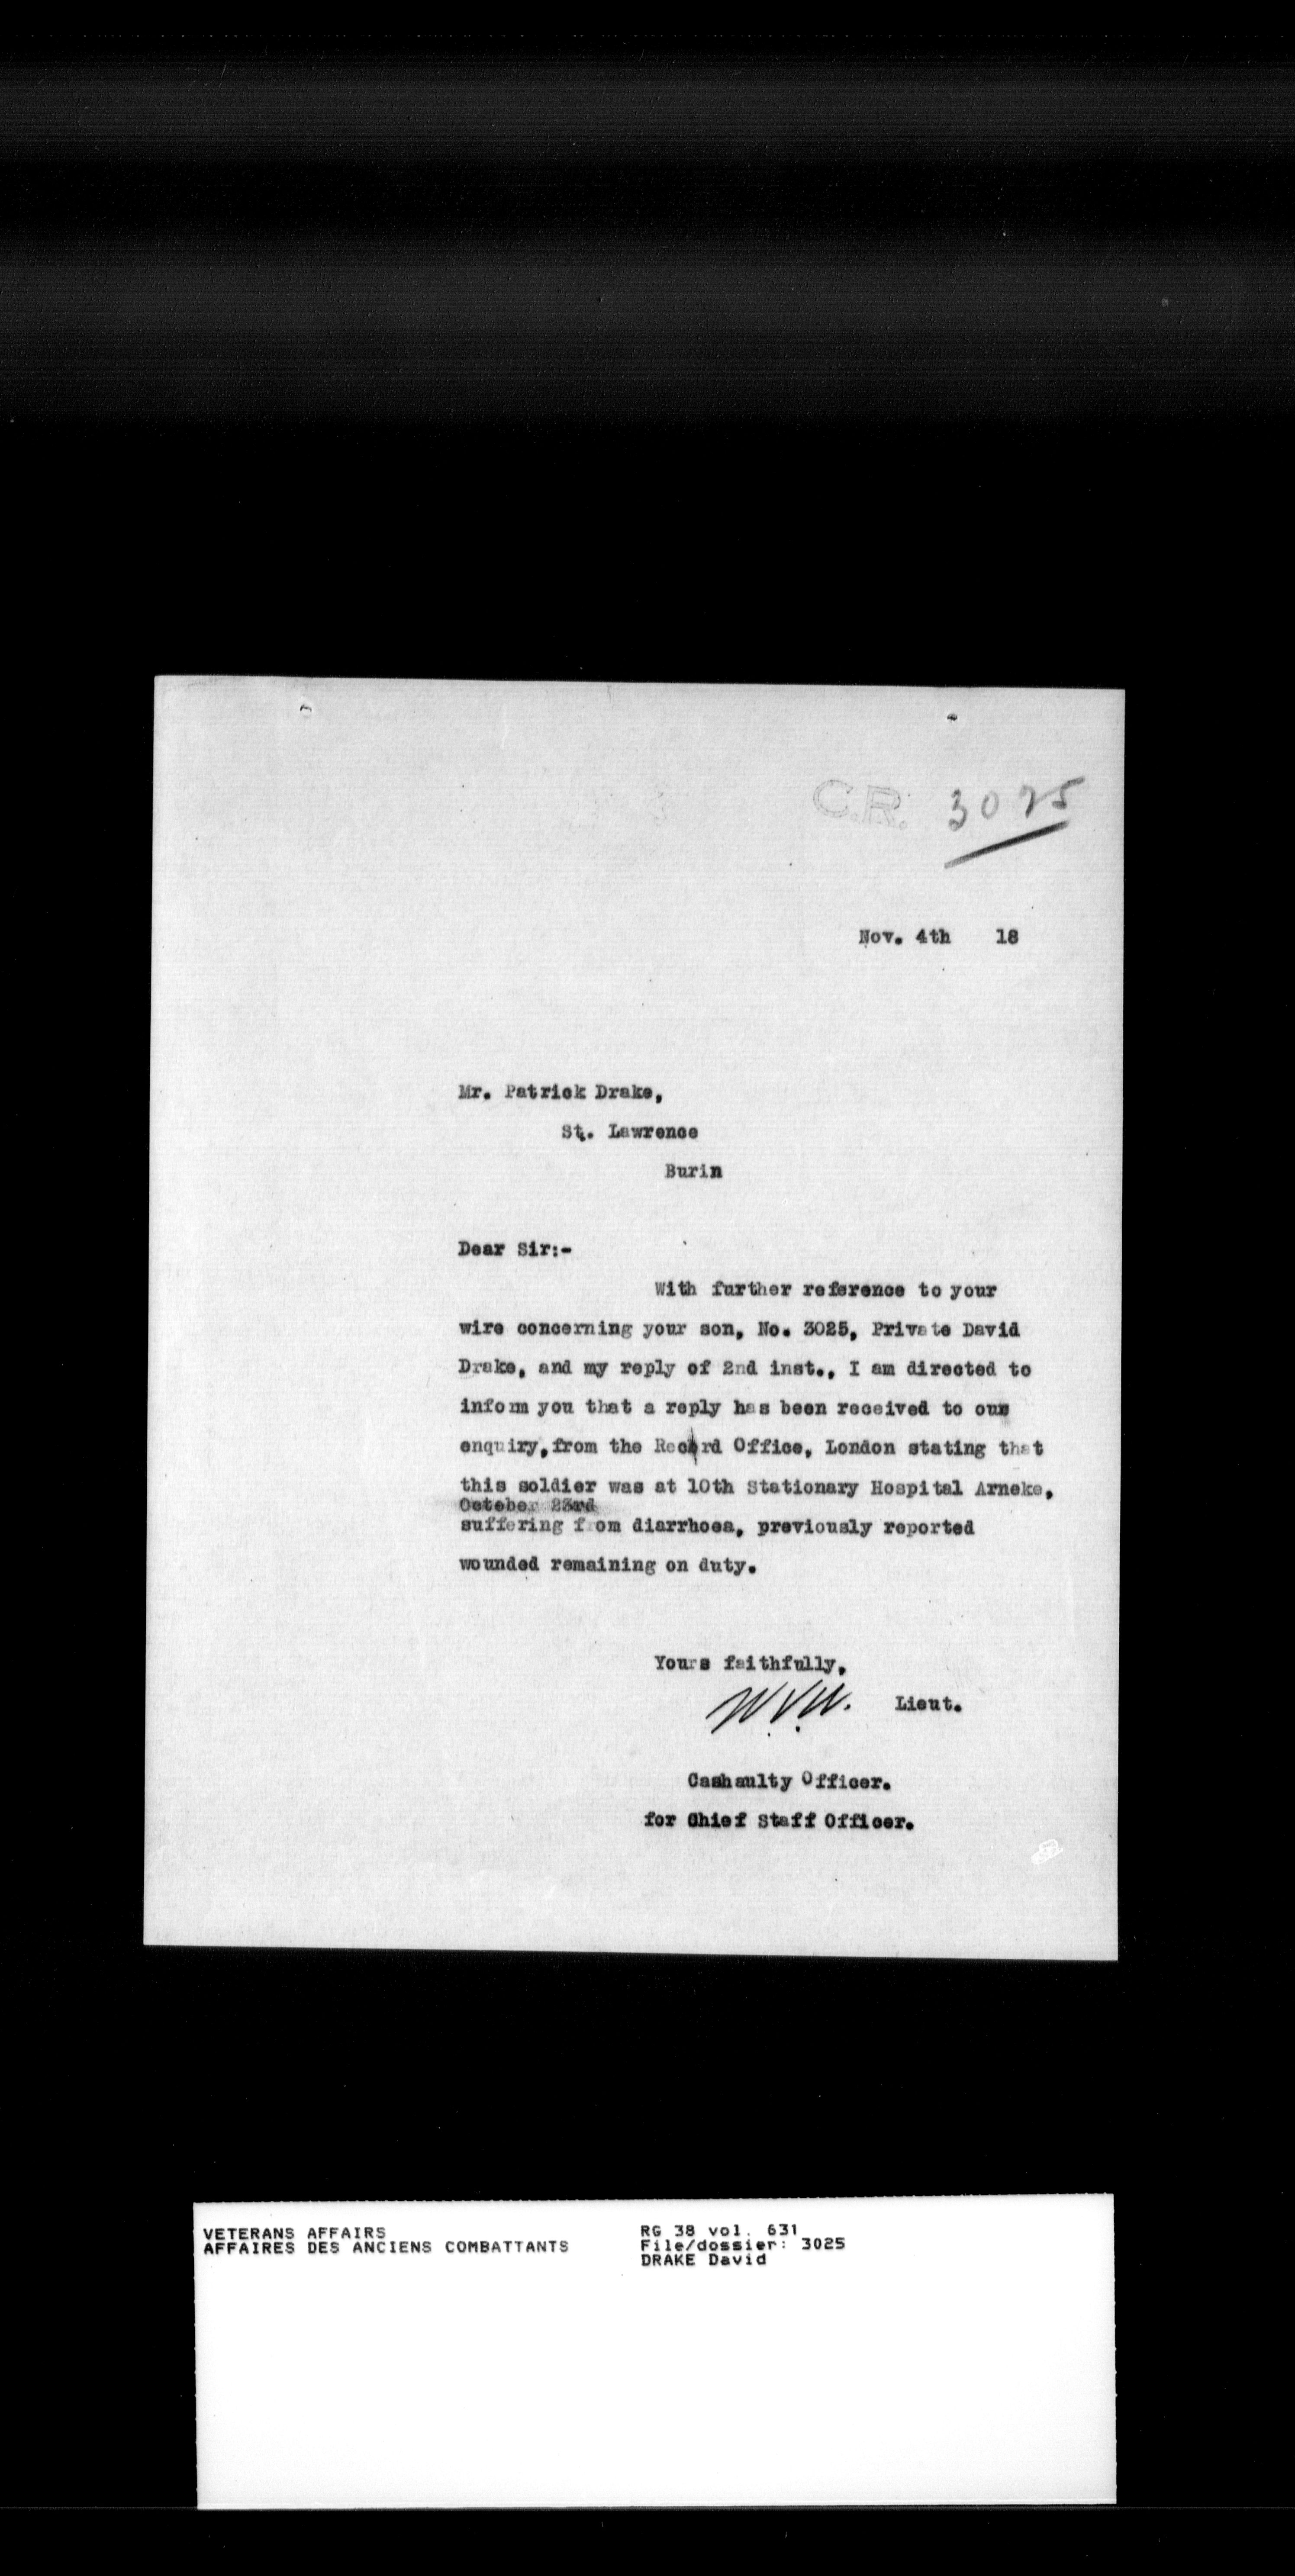 C.R. 3025
Nov. 4th 18
Mr. Patrick Drake,
St. Lawrence
Burin
Dear Sir:-
With further reference to your
wire concerning your son, No. 3025, Private David
Drake, and my reply of 2nd inst., I am directed to
inform you that a reply has been received to our
enquiry, from the Record Office, London stating that
this soldier was at 10th Stationary Hospital Arneke,
October 23rd
suffering from diarrhoea, previously reported
wounded remaining on duty.
Yours faithfully,
Lieut.
Cashaulty Officer.
for Chief Staff Officer.
VETERANS AFFAIRS
AFFAIRES DES ANCIENS COMBATTANTS
RG 38 vol. 631
File/dossier: 3025
DRAKE David